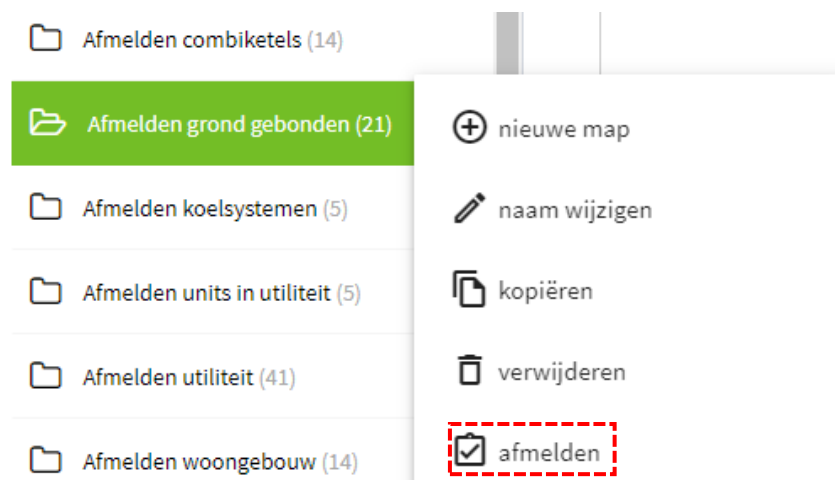 Afmelden combiketels (14)
Afmelden grond gebonden (21)
Afmelden koelsystemen (5)
Afmelden units in utiliteit (5)
Afmelden utiliteit (41)
Afmelden woongebouw (14)
nieuwe map
naam wijzigen
kopiëren
verwijderen
afmelden